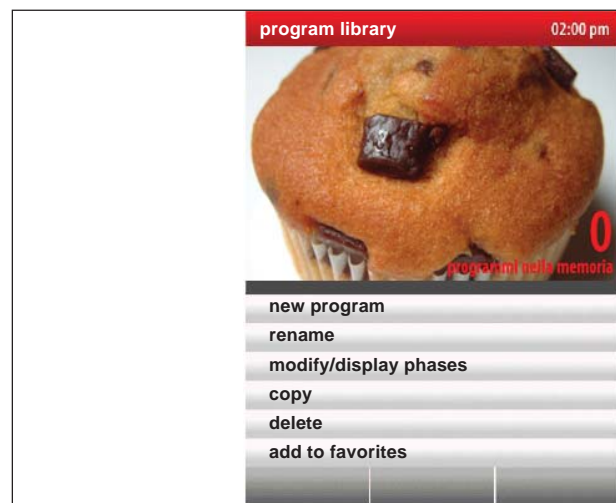 program library 02:00 pm
0
programmi nella memoria
new program
rename
modify/display phases
copy
delete
add to favorites